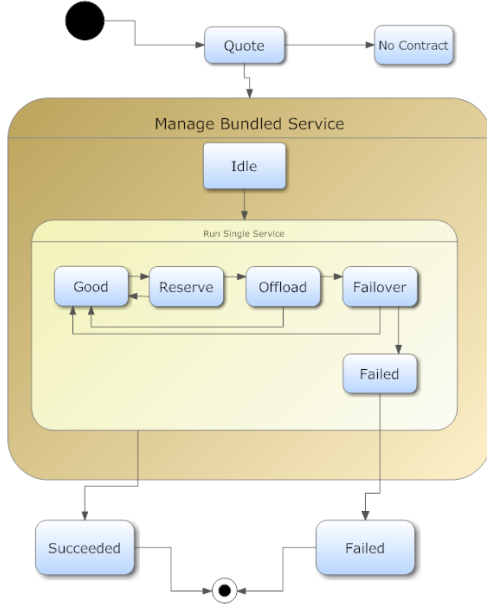 Quote
No Contract
Manage Bundled Service
Idle
Run Single Service
Good
Reserve
Offload
Failover
Failed
Succeeded
Failed